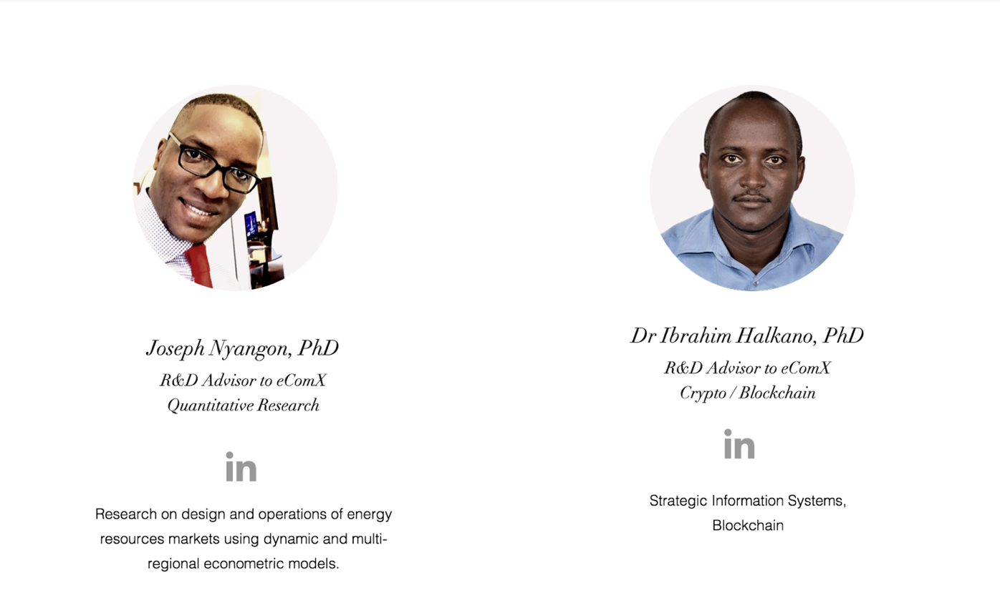 Joseph Nyangon, PhD
R&D Advisor to eComX
Quantitative Research
in
Research on design and operations of energy
resources markets using dynamic and multi-
regional econometric models.
Dr Ibrahim Halkano, PhD
R&D Advisor to eComX
Crypto / Blockchain
in
Strategic Information Systems,
Blockchain